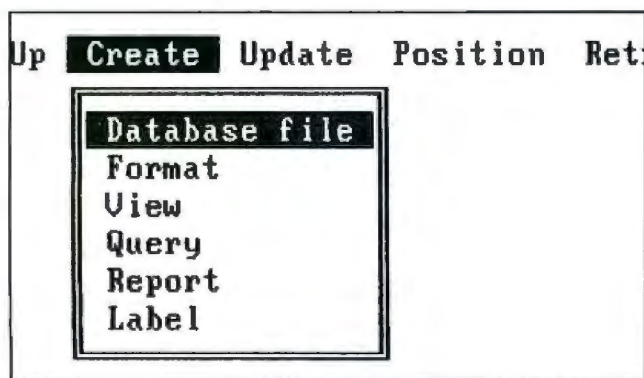 Up Create Update Position Ret
Database file
Format
View
Query
Report
Label